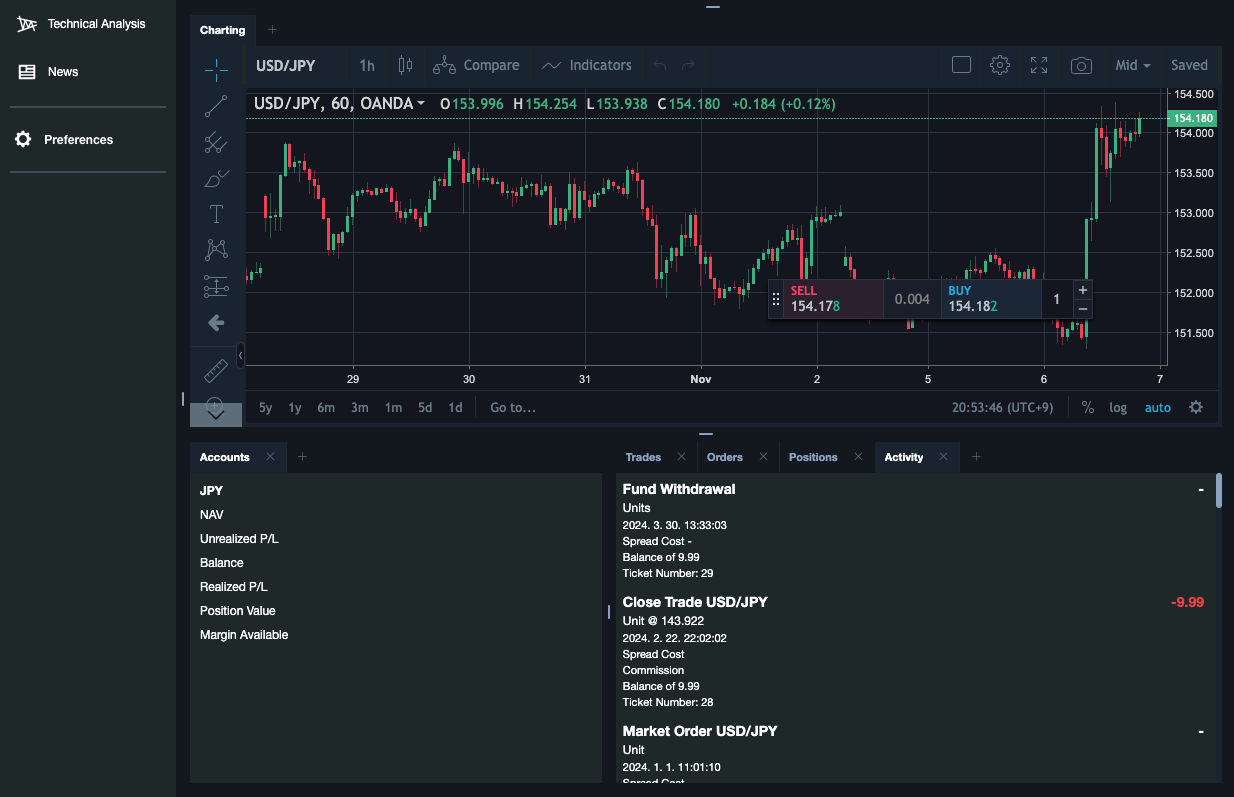 Technical Analysis
News
Preferences
Charting
USD/JPY 1h Compare Indicators Mid Saved
USD/JPY, 60, OANDA O153.996 H154.254 L153.938 C154.180 +0.184 (+0.12%)
154.500
154.180
154.000
153.500
153.000
152.500
152.000
151.500
SELL
154.178
0.004
BUY
154.182
1
+
−
29 30 31 Nov 2 5 6 7
5y 1y 6m 3m 1m 5d 1d Go to... 20:53:46 (UTC+9) % log auto
Accounts
JPY
NAV
Unrealized P/L
Balance
Realized P/L
Position Value
Margin Available
Trades Orders Positions Activity
Fund Withdrawal -
Units
2024. 3. 30. 13:33:03
Spread Cost -
Balance of 9.99
Ticket Number: 29
Close Trade USD/JPY -9.99
Unit @ 143.922
2024. 2. 22. 22:02:02
Spread Cost
Commission
Balance of 9.99
Ticket Number: 28
Market Order USD/JPY -
Unit
2024. 1. 1. 11:01:10
Spread Cost